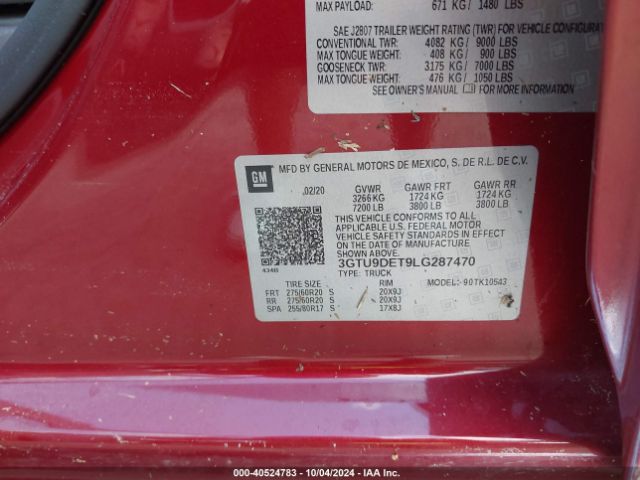 MAX PAYLOAD: 671 KG / 1480 LBS
SAE J2807 TRAILER WEIGHT RATING (TWR) FOR VEHICLE CONFIGURAT
CONVENTIONAL TWR: 4082 KG / 9000 LBS
MAX TONGUE WEIGHT: 408 KG / 900 LBS
GOOSENECK TWR: 3175 KG / 7000 LBS
MAX TONGUE WEIGHT: 476 KG / 1050 LBS
SEE OWNER'S MANUAL FOR ADDITIONAL
GM
MFD BY GENERAL MOTORS DE MEXICO, S. DE R.L. DE C.V.
02/20 GVWR GAWR FRT GAWR RR
3266 KG 1724 KG 1724 KG
7200 LB 3800 LB 3800 LB
THIS VEHICLE CONFORMS TO ALL
APPLICABLE U.S. FEDERAL MOTOR
VEHICLE SAFETY STANDARDS IN EFFECT
ON THE DATE OF MANUFACTURE
SHOWN ABOVE.
3GTU9DET9LG287470
434B
TYPE: TRUCK
MODEL: 90TK10543
TIRE SIZE RIM
FRT 275/60R20 S 20X9J
RR 275/60R20 S 20X9J
SPA 255/80R17 S 17X8J
000-40524783 - 10/04/2024 - IAA Inc.